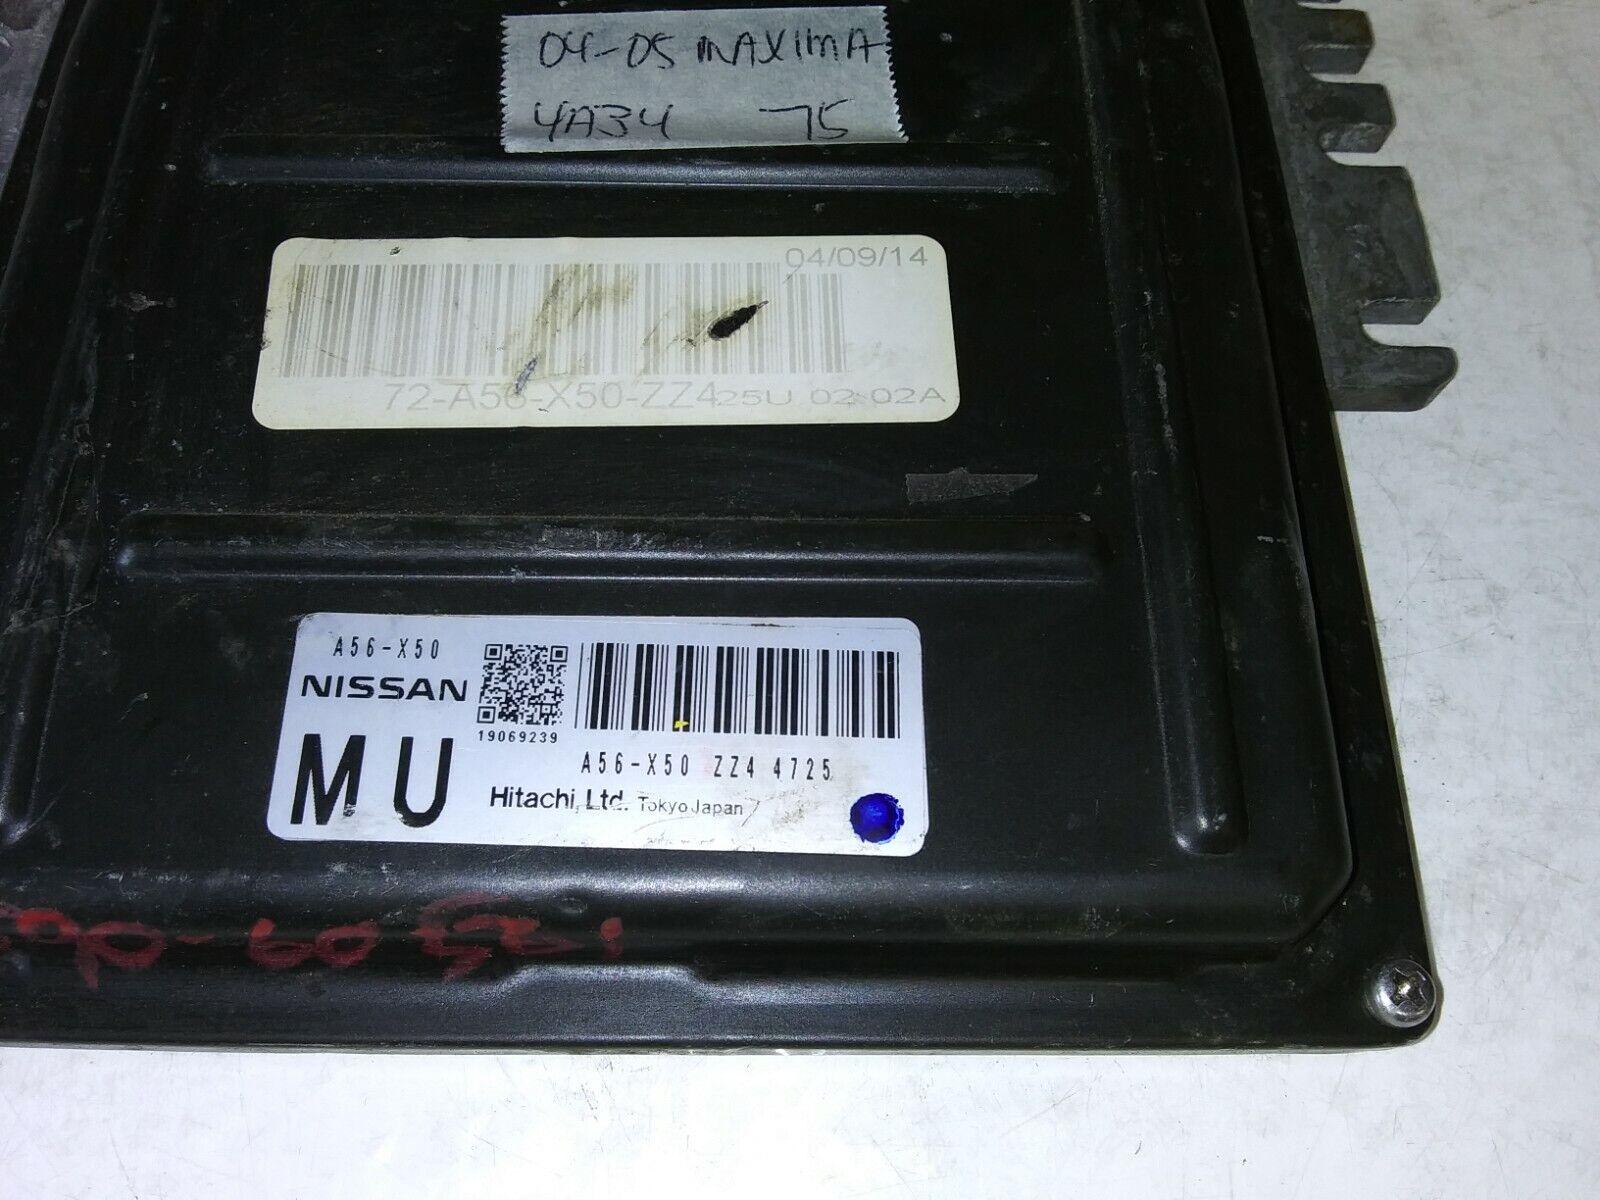 04-05 MAXIMA
4A34 75
04/09/14
72-A56-X50-ZZ4 25U 02 02A
A56-X50
NISSAN
19069239
MU
A56-X50 ZZ4 4725
Hitachi, Ltd. Tokyo Japan